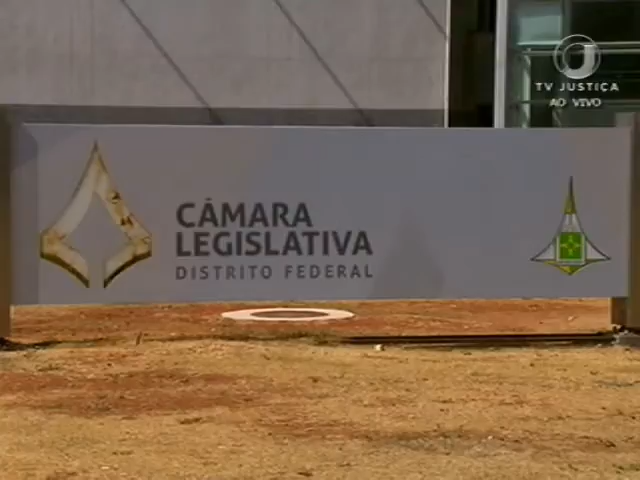 TV JUSTIÇA
AO VIVO
CÂMARA
LEGISLATIVA
DISTRITO FEDERAL